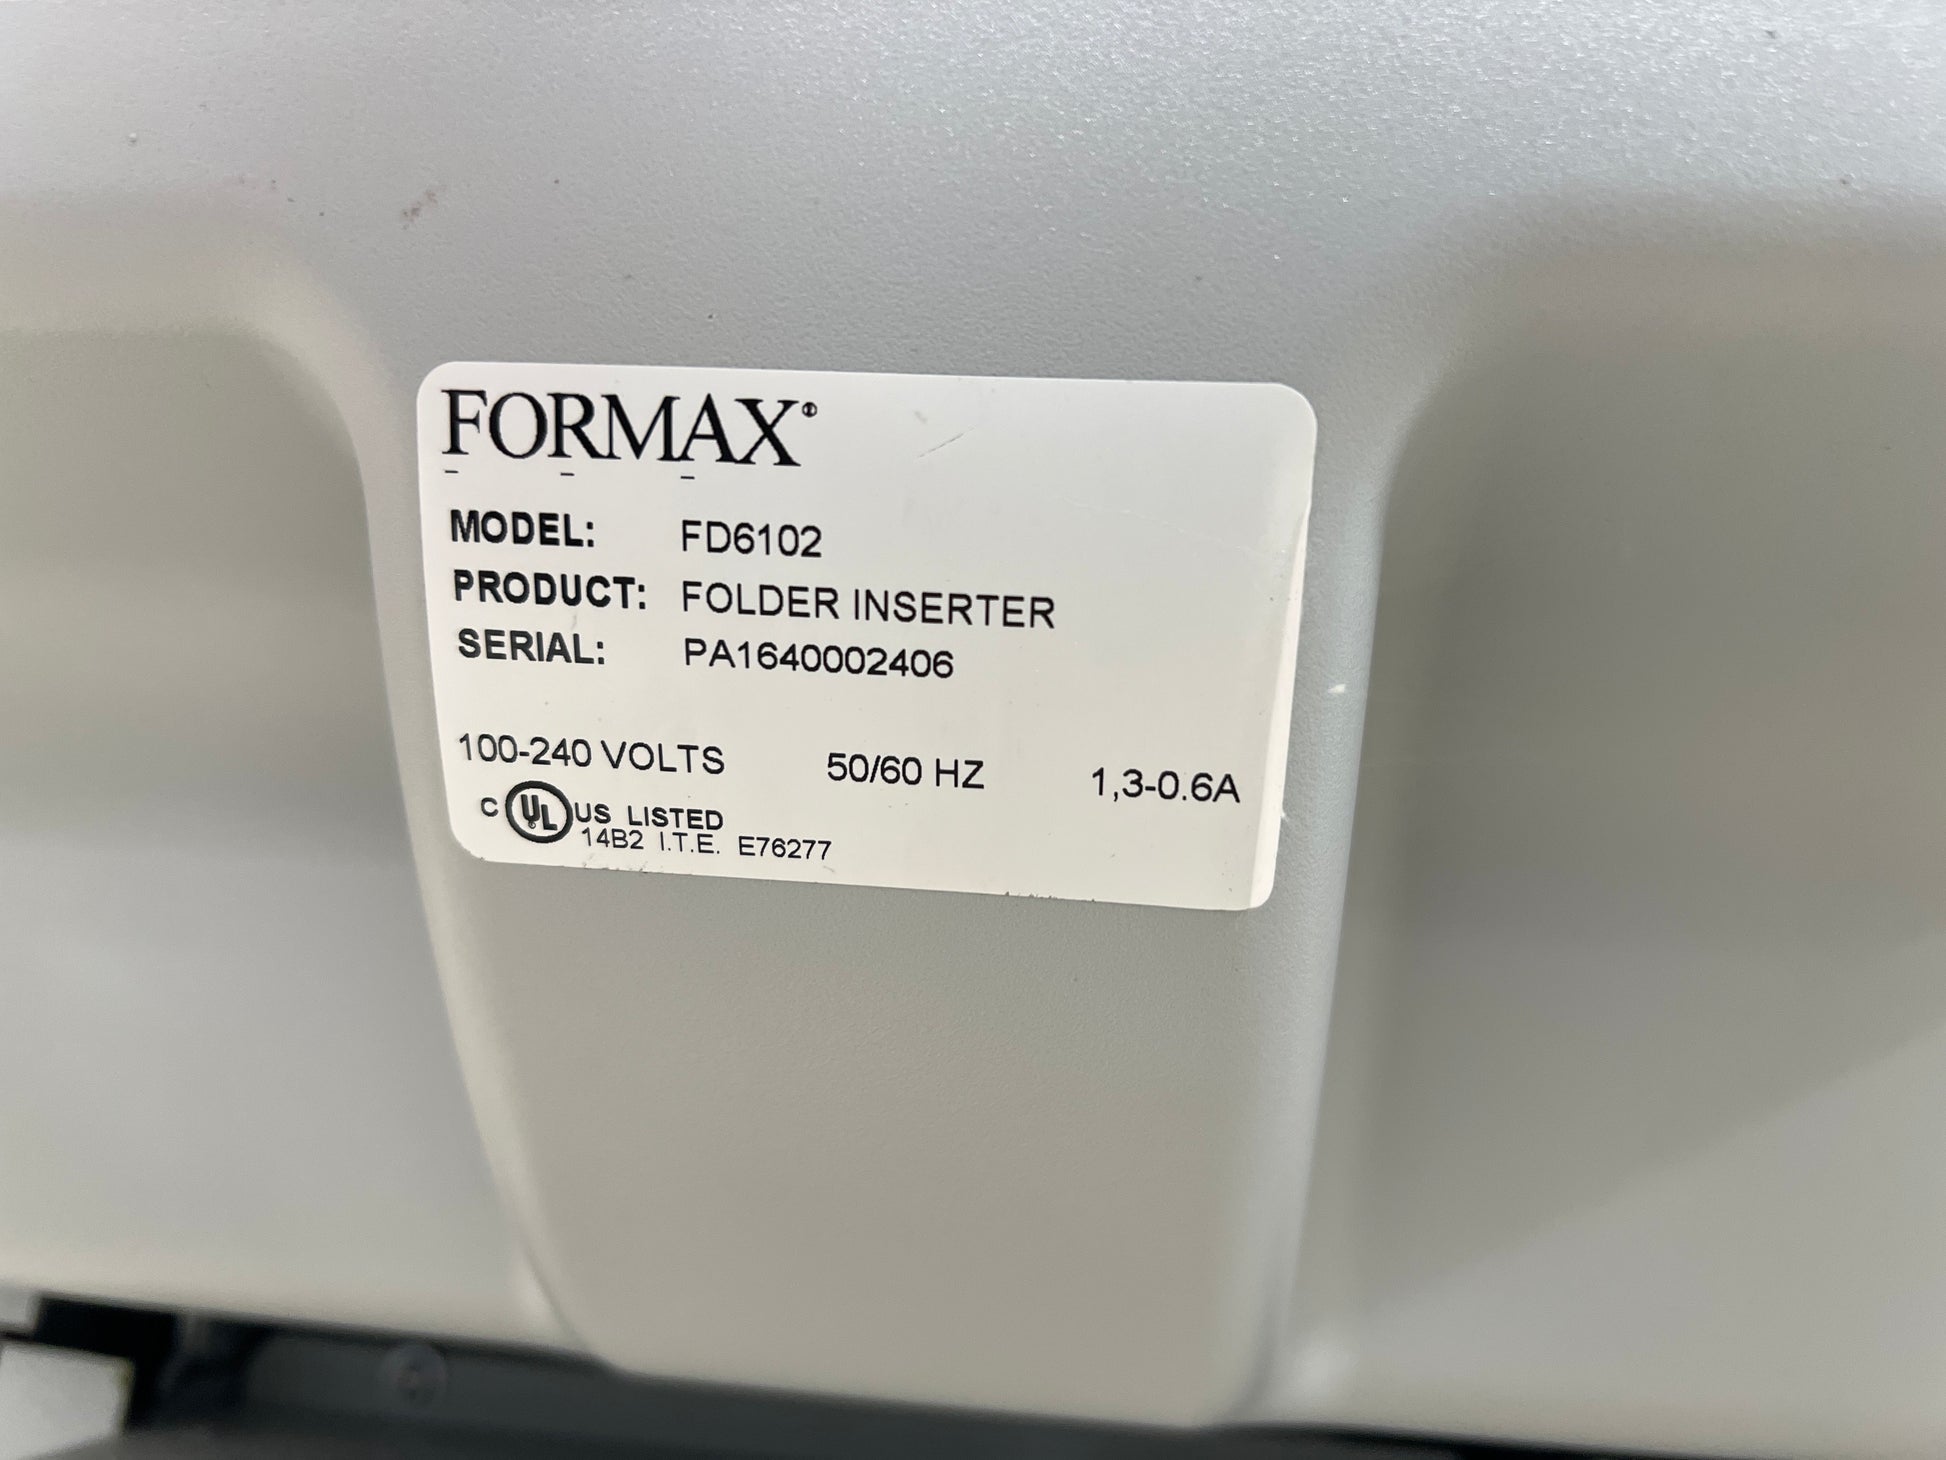 FORMAX®
MODEL: FD6102
PRODUCT: FOLDER INSERTER
SERIAL: PA1640002406
100-240 VOLTS 50/60 HZ 1,3-0.6A
C UL US LISTED
14B2 I.T.E. E76277